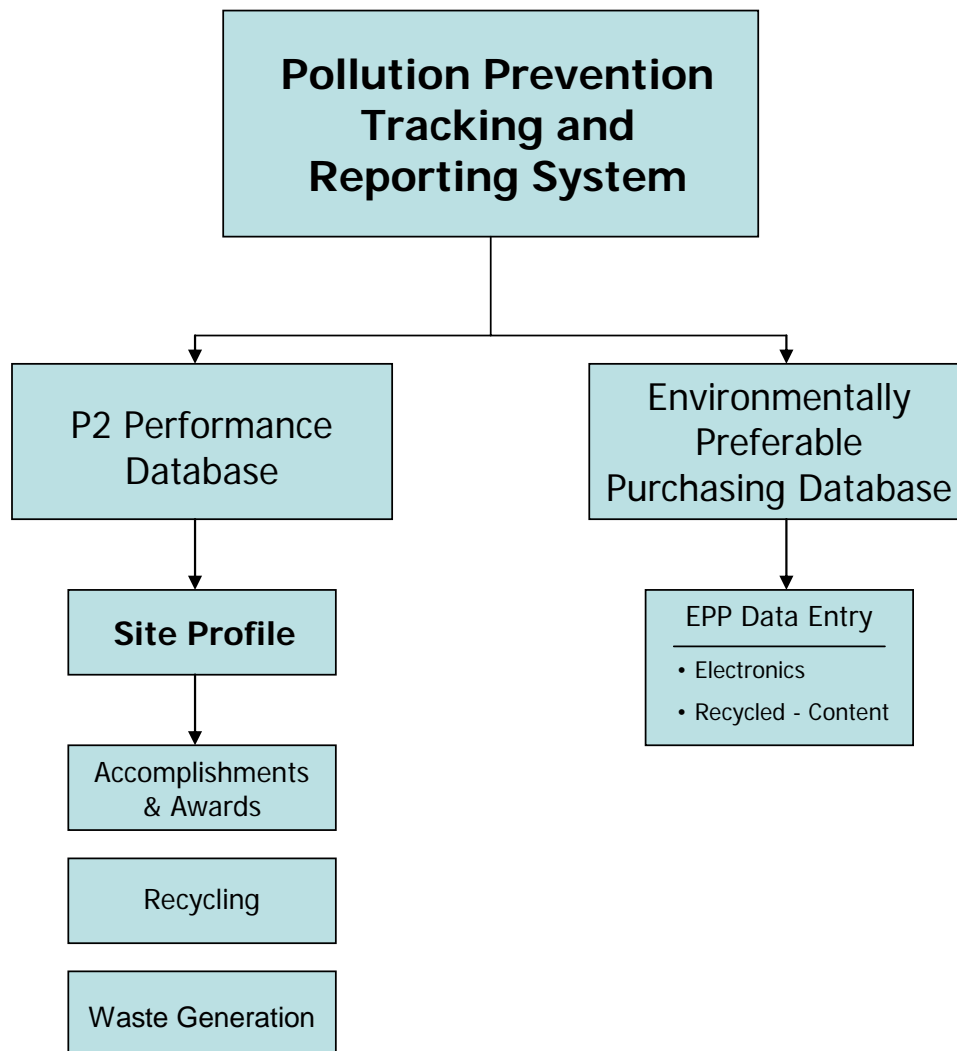 Pollution Prevention
Tracking and
Reporting System
P2 Performance
Database
Environmentally
Preferable
Purchasing Database
Site Profile
EPP Data Entry
• Electronics
• Recycled - Content
Accomplishments
& Awards
Recycling
Waste Generation